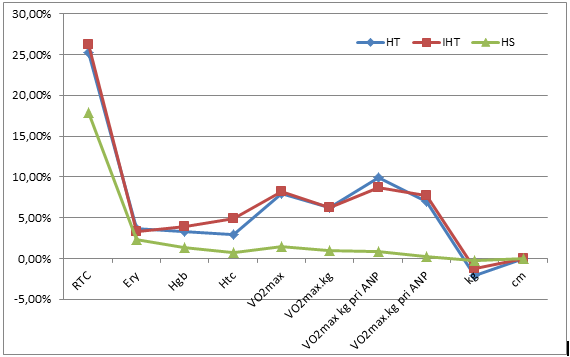 30,00%
25,00%
20,00%
15,00%
10,00%
5,00%
0,00%
-5,00%
HT
IHT
HS
RTC
Ery
Hgb
Htc
VO2max
VO2max.kg
VO2max kg pri ANP
VO2max.kg pri ANP
kg
cm